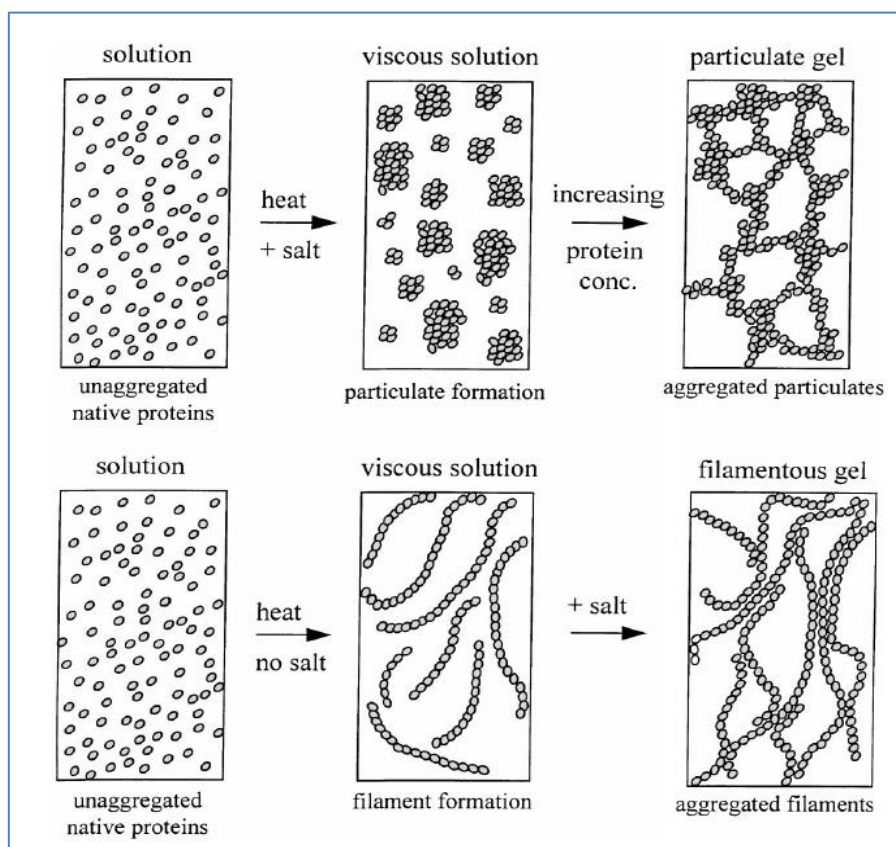 solution
viscous solution
particulate gel
heat
+ salt
increasing
protein
conc.
unaggregated
native proteins
particulate formation
aggregated particulates
solution
viscous solution
filamentous gel
heat
no salt
+ salt
unaggregated
native proteins
filament formation
aggregated filaments